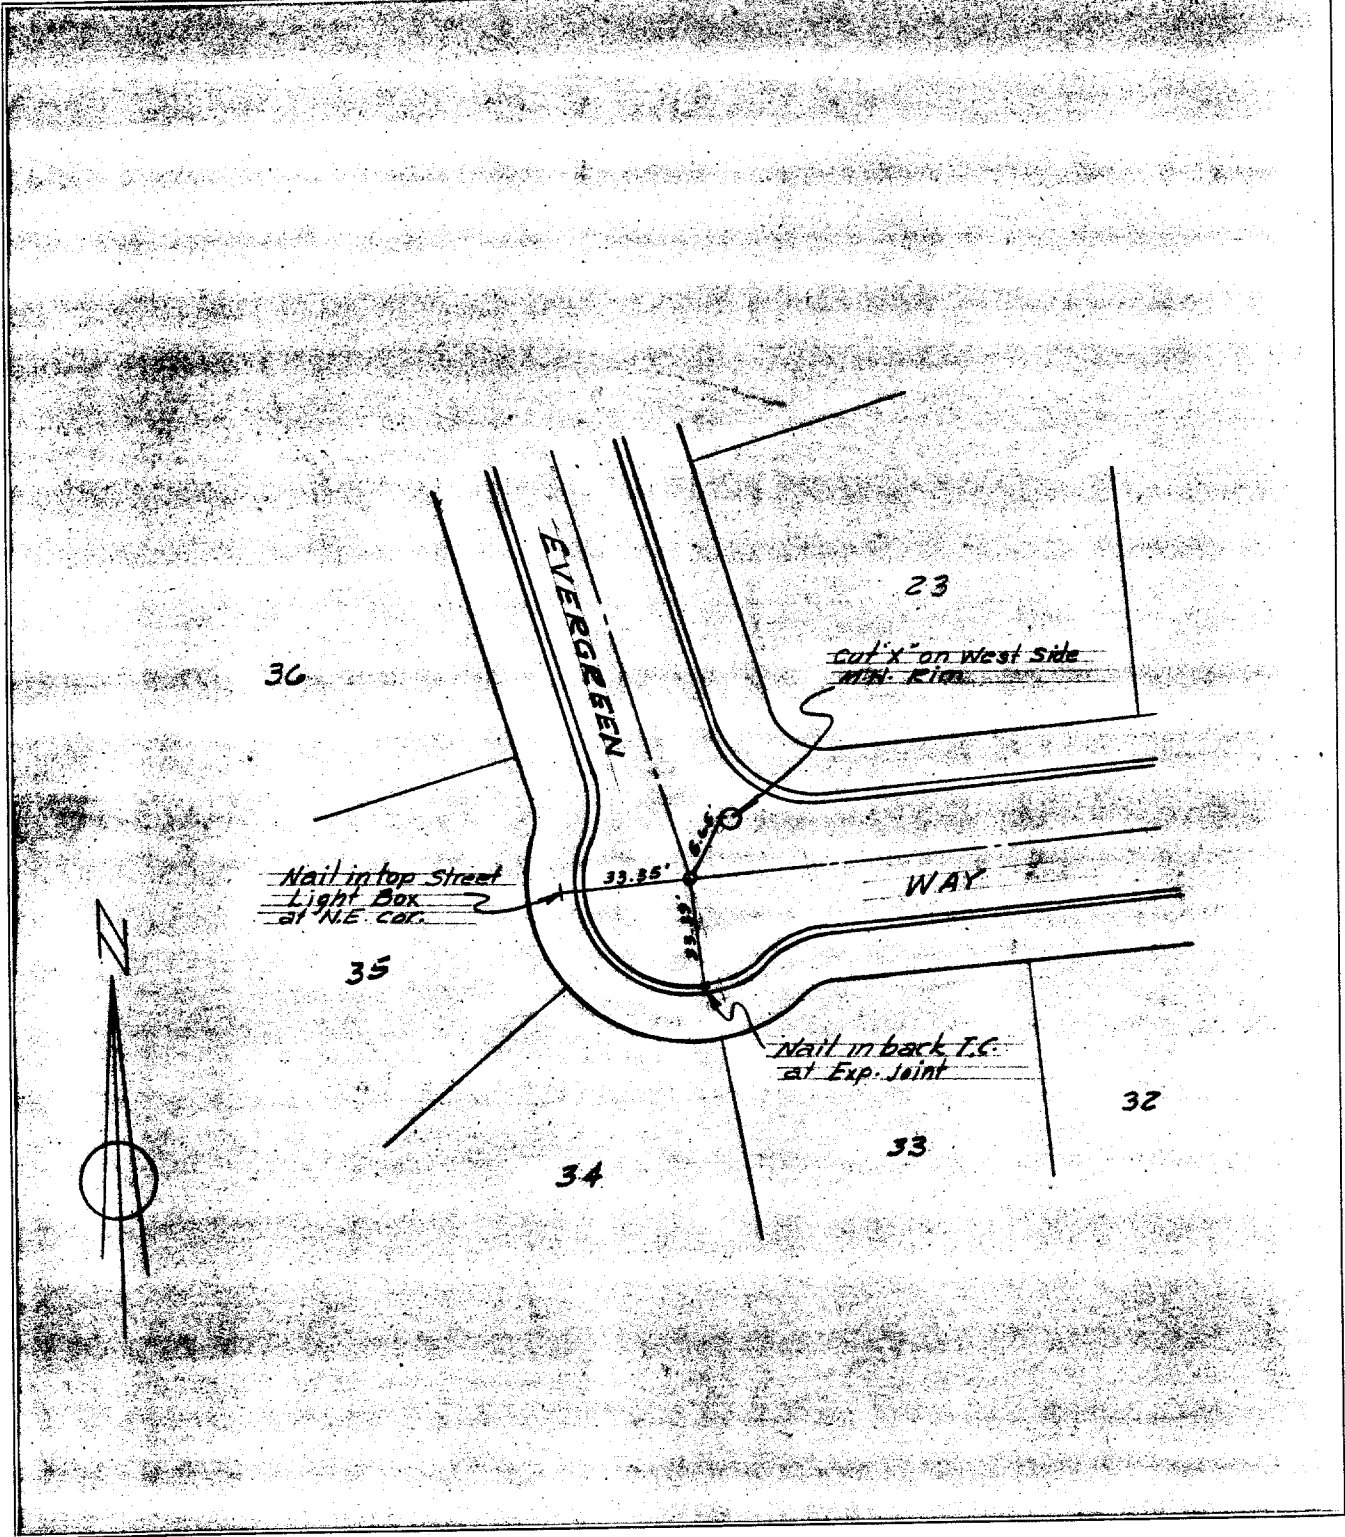 23
Cut "X" on West Side
M.H. Rim
EVERGREEN
36
33.35'
WAY
Nail in top Street
Light Box
at N.E. cor.
N
35
Nail in back T.C.
at Exp. Joint
32
33
34